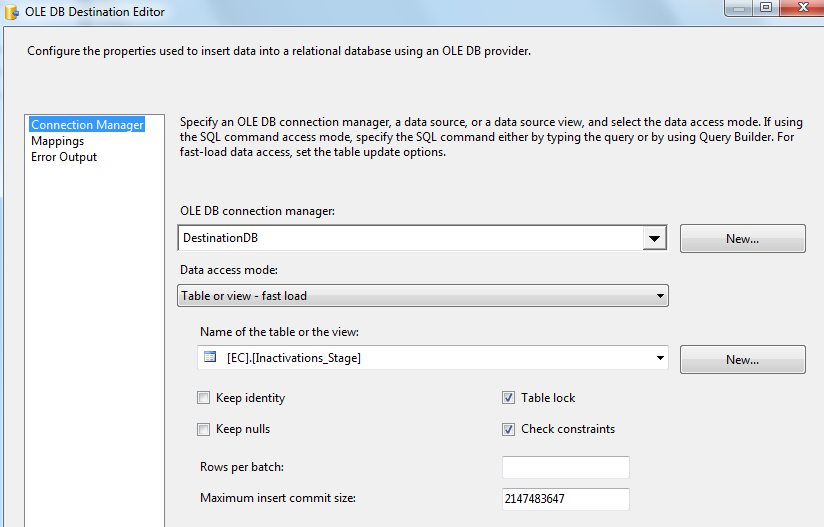 OLE DB Destination Editor
Configure the properties used to insert data into a relational database using an OLE DB provider.
Connection Manager
Mappings
Error Output
Specify an OLE DB connection manager, a data source, or a data source view, and select the data access mode. If using
the SQL command access mode, specify the SQL command either by typing the query or by using Query Builder. For
fast-load data access, set the table update options.
OLE DB connection manager:
DestinationDB
New...
Data access mode:
Table or view - fast load
Name of the table or the view:
[EC].[Inactivations_Stage]
New...
Keep identity
Table lock
Keep nulls
Check constraints
Rows per batch:
Maximum insert commit size:
2147483647